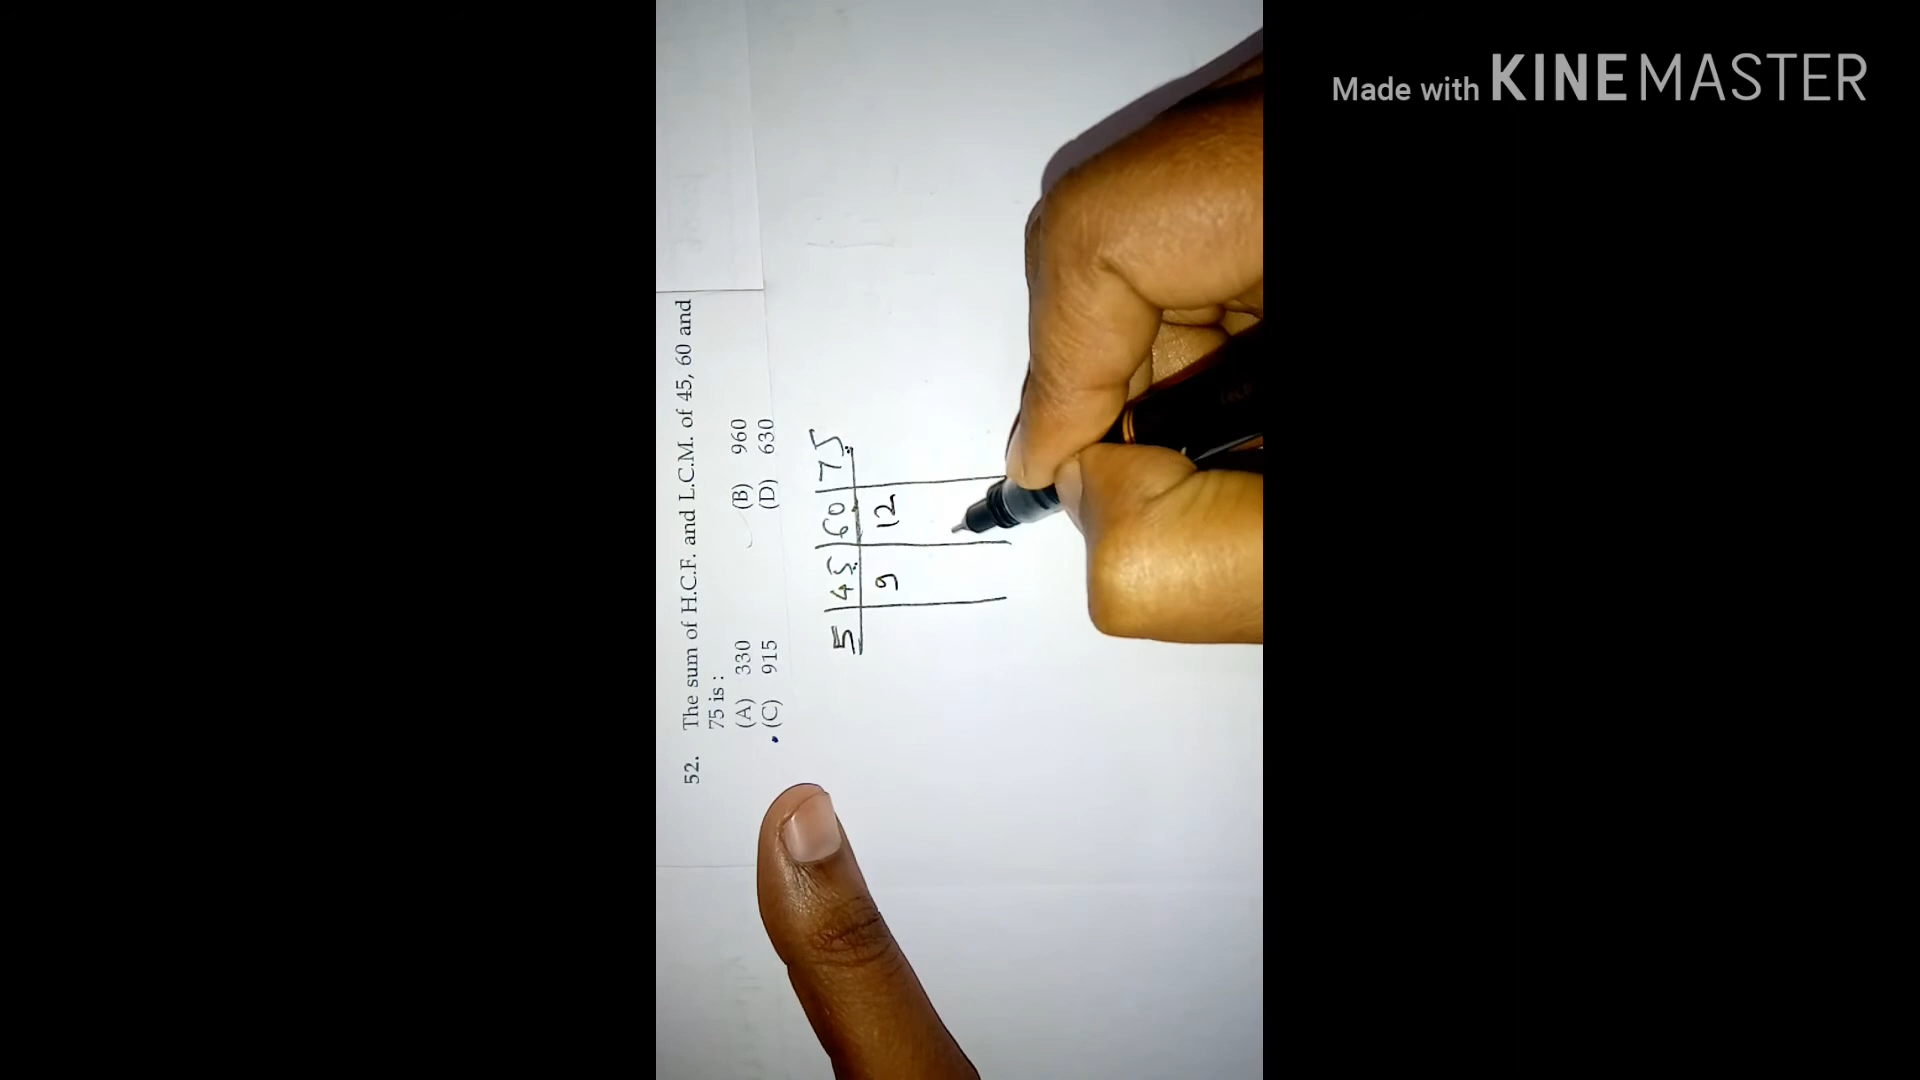 Made with KINEMASTER
52. The sum of H.C.F. and L.C.M. of 45, 60 and
75 is :
(A) 330 (B) 960
(C) 915 (D) 630
5 45 60 75
9 12